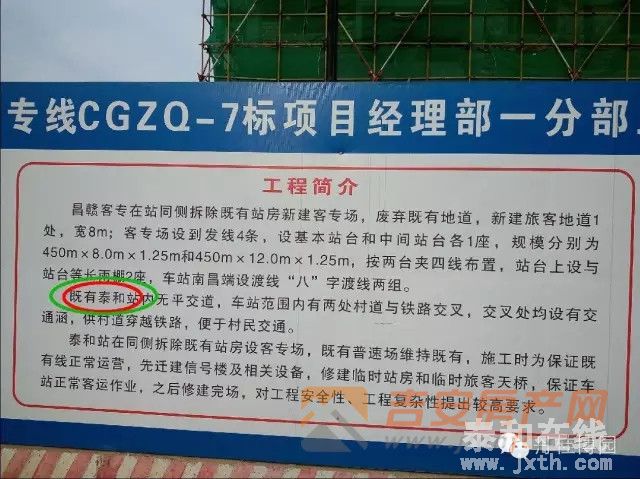 专线CGZQ-7标项目经理部一分部
工程简介
昌赣客专在站同侧拆除既有站房新建客专场，废弃既有地道，新建旅客地道1
处，宽8m；客专场设到发线4条，设基本站台和中间站台各1座，规模分别为
450m×8.0m×1.25m和450m×12.0m×1.25m，按两台夹四线布置，站台上设与
站台等长雨棚2座，车站南昌端设渡线“八”字渡线两组。
既有泰和站内无平交道，车站范围内有两处村道与铁路交叉，交叉处均设有交
通涵，供村道穿越铁路，便于村民交通。
泰和站在同侧拆除既有站房设客专场，既有普速场维持既有，施工时为保证既
有线正常运营，先迁建信号楼及相关设备，修建临时站房和临时旅客天桥，保证车
站正常客运作业，之后修建完场，对工程安全性、工程复杂性提出较高要求。
泰和在线
www.jxth.com